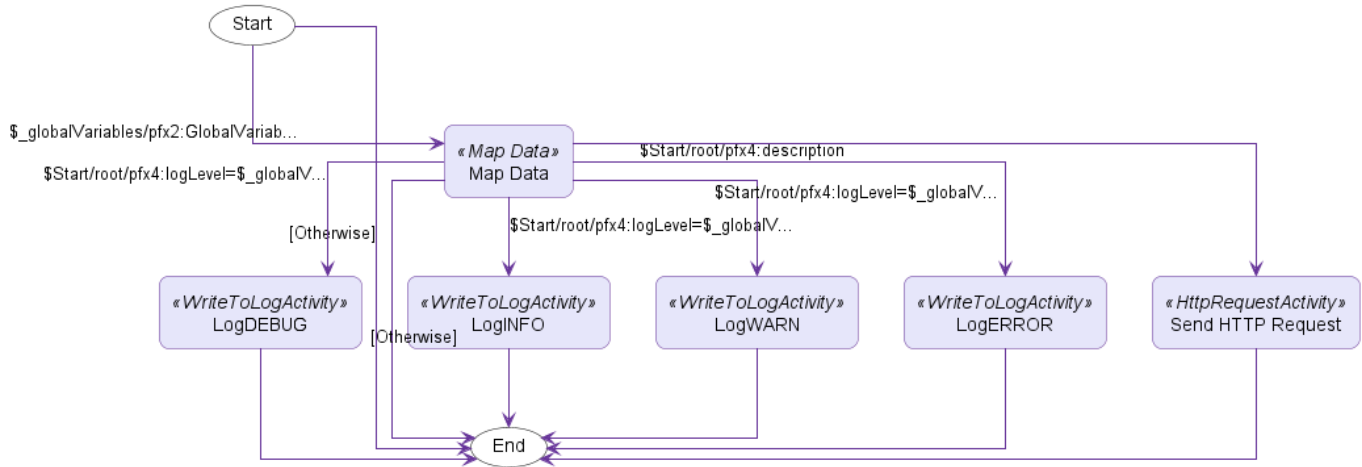 Start
$_globalVariables/pfx2:GlobalVariab...
«Map Data»
Map Data
$Start/root/pfx4:description
$Start/root/pfx4:logLevel=$_globalV...
$Start/root/pfx4:logLevel=$_globalV...
[Otherwise]
$Start/root/pfx4:logLevel=$_globalV...
«WriteToLogActivity»
LogDEBUG
«WriteToLogActivity»
LogINFO
«WriteToLogActivity»
LogWARN
«WriteToLogActivity»
LogERROR
«HttpRequestActivity»
Send HTTP Request
[Otherwise]
End